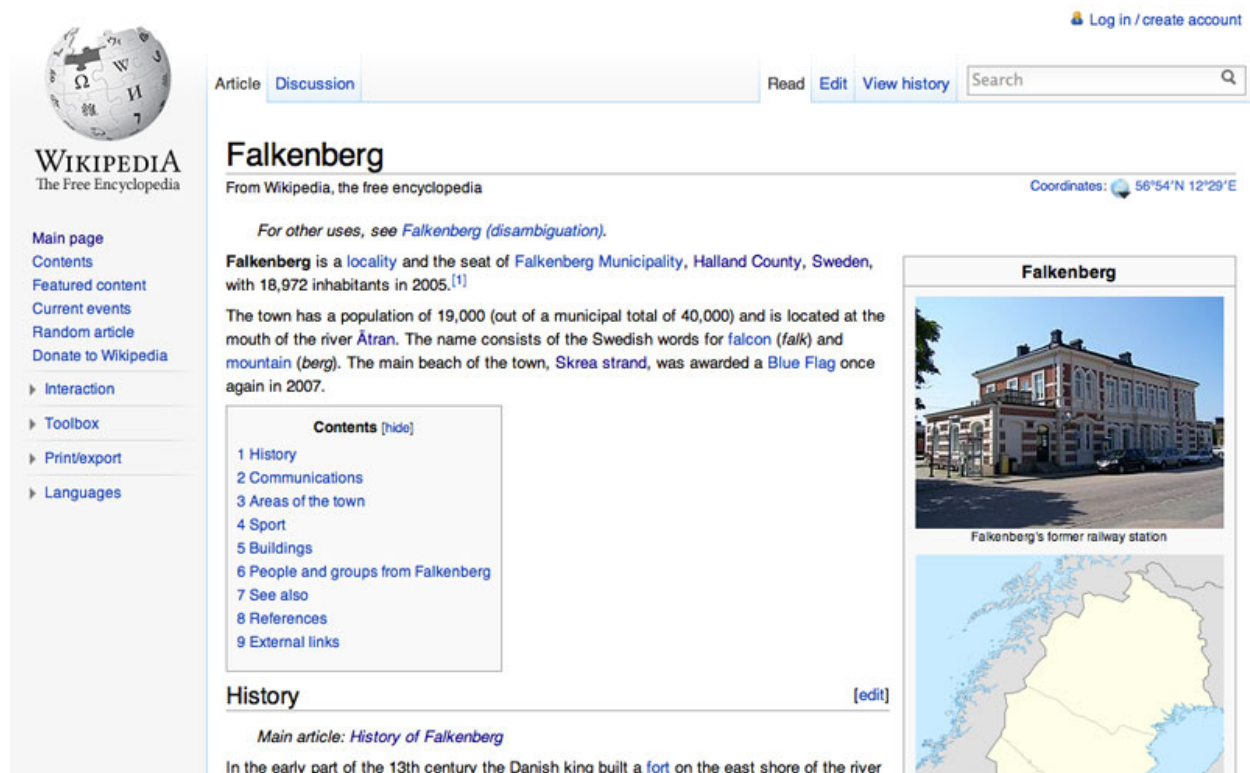 Log in / create account
Article Discussion Read Edit View history Search
WIKIPEDIA
The Free Encyclopedia
Main page
Contents
Featured content
Current events
Random article
Donate to Wikipedia
Interaction
Toolbox
Print/export
Languages
Falkenberg
From Wikipedia, the free encyclopedia
Coordinates: 56°54′N 12°29′E
For other uses, see Falkenberg (disambiguation).
Falkenberg is a locality and the seat of Falkenberg Municipality, Halland County, Sweden,
with 18,972 inhabitants in 2005.[1]
The town has a population of 19,000 (out of a municipal total of 40,000) and is located at the
mouth of the river Ätran. The name consists of the Swedish words for falcon (falk) and
mountain (berg). The main beach of the town, Skrea strand, was awarded a Blue Flag once
again in 2007.
Contents [hide]
1 History
2 Communications
3 Areas of the town
4 Sport
5 Buildings
6 People and groups from Falkenberg
7 See also
8 References
9 External links
History [edit]
Main article: History of Falkenberg
In the early part of the 13th century the Danish king built a fort on the east shore of the river
Falkenberg
Falkenberg's former railway station